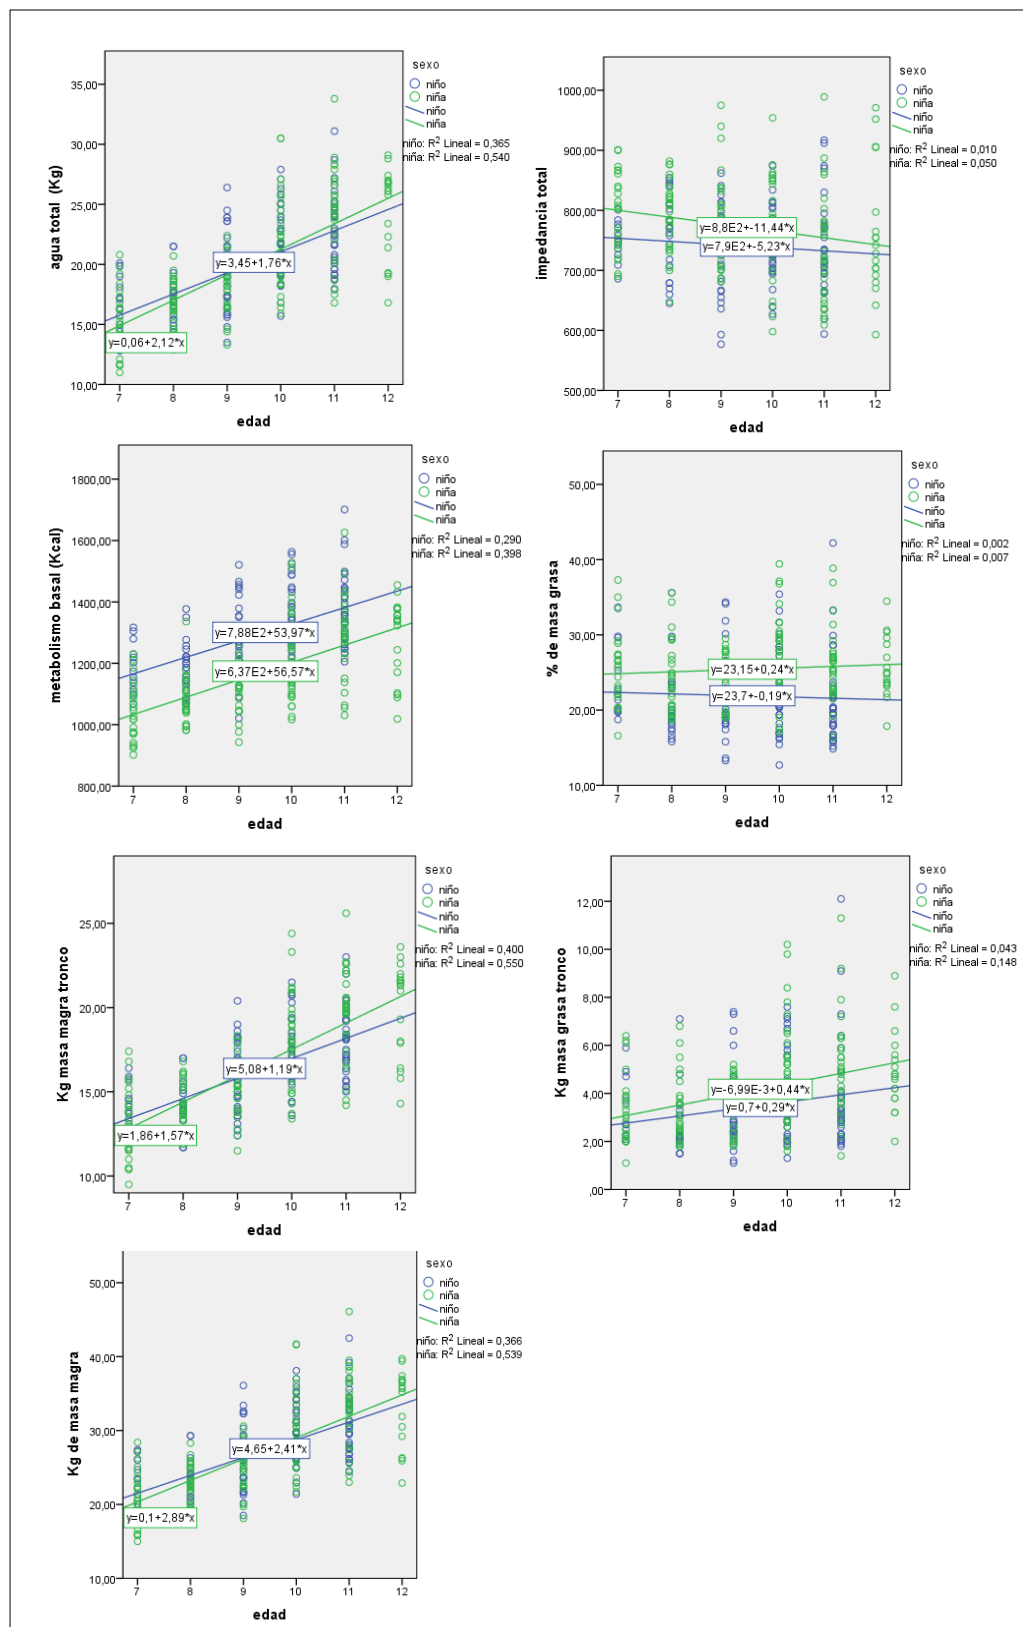 sexo
niño
niña
niño
niña
niño: R² Lineal = 0,365
niña: R² Lineal = 0,540
35,00
30,00
25,00
20,00
15,00
10,00
agua total (Kg)
y=3,45+1,76*x
y=0,06+2,12*x
7 8 9 10 11 12
edad
sexo
niño
niña
niño
niña
niño: R² Lineal = 0,010
niña: R² Lineal = 0,050
1000,00
900,00
800,00
700,00
600,00
500,00
impedancia total
y=8,8E2+-11,44*x
y=7,9E2+-5,23*x
7 8 9 10 11 12
edad
sexo
niño
niña
niño
niña
niño: R² Lineal = 0,290
niña: R² Lineal = 0,398
1800,00
1600,00
1400,00
1200,00
1000,00
800,00
metabolismo basal (Kcal)
y=7,88E2+53,97*x
y=6,37E2+56,57*x
7 8 9 10 11 12
edad
sexo
niño
niña
niño
niña
niño: R² Lineal = 0,002
niña: R² Lineal = 0,007
50,00
40,00
30,00
20,00
10,00
% de masa grasa
y=23,15+0,24*x
y=23,7+-0,19*x
7 8 9 10 11 12
edad
sexo
niño
niña
niño
niña
niño: R² Lineal = 0,400
niña: R² Lineal = 0,550
25,00
20,00
15,00
10,00
Kg masa magra tronco
y=5,08+1,19*x
y=1,86+1,57*x
7 8 9 10 11 12
edad
sexo
niño
niña
niño
niña
niño: R² Lineal = 0,043
niña: R² Lineal = 0,148
12,00
10,00
8,00
6,00
4,00
2,00
,00
Kg masa grasa tronco
y=-6,99E-3+0,44*x
y=0,7+0,29*x
7 8 9 10 11 12
edad
sexo
niño
niña
niño
niña
niño: R² Lineal = 0,366
niña: R² Lineal = 0,539
50,00
40,00
30,00
20,00
10,00
Kg de masa magra
y=4,65+2,41*x
y=0,1+2,89*x
7 8 9 10 11 12
edad